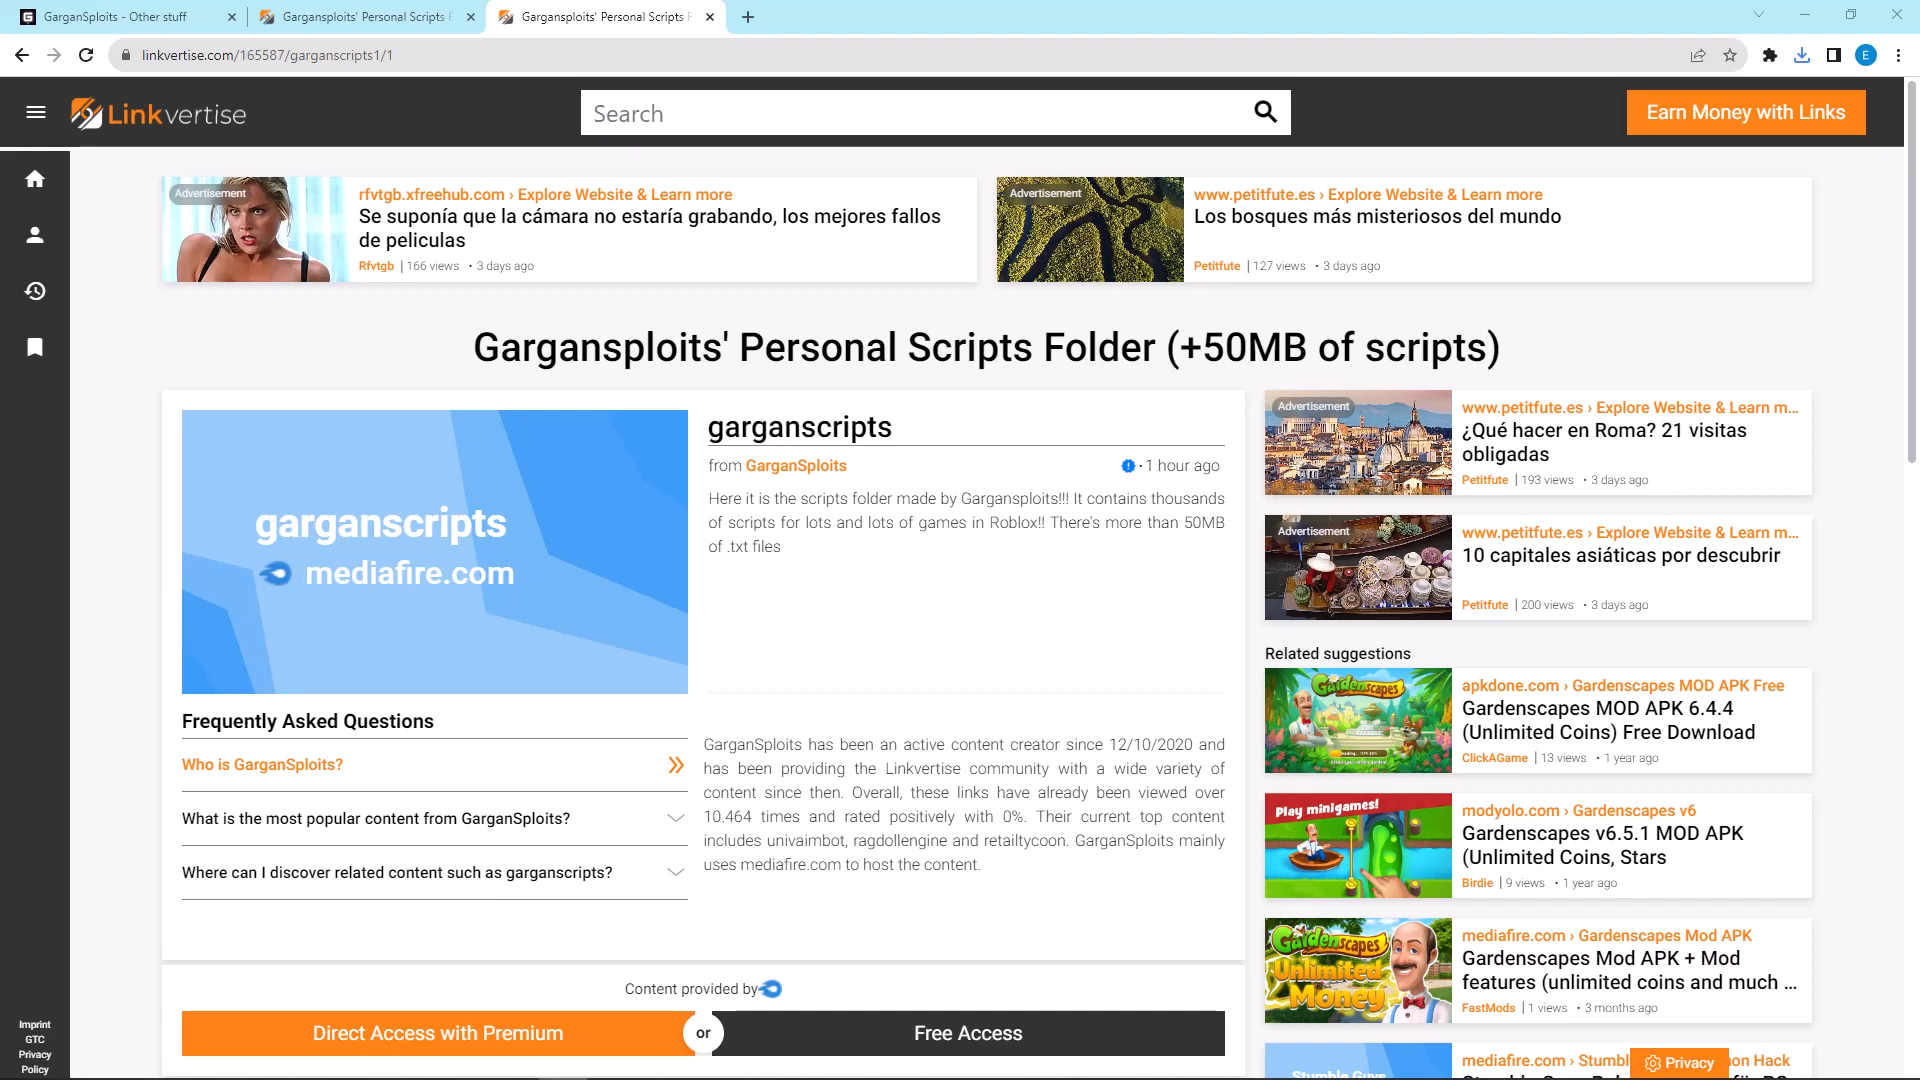 GarganSploits - Other stuff
Gargansploits' Personal Scripts F
Gargansploits' Personal Scripts F
linkvertise.com/165587/garganscripts1/1
E
Linkvertise
Search
Earn Money with Links
Advertisement
rfvtgb.xfreehub.com › Explore Website & Learn more
Se suponía que la cámara no estaría grabando, los mejores fallos
de peliculas
Rfvtgb | 166 views • 3 days ago
Advertisement
www.petitfute.es › Explore Website & Learn more
Los bosques más misteriosos del mundo
Petitfute | 127 views • 3 days ago
Gargansploits' Personal Scripts Folder (+50MB of scripts)
garganscripts
mediafire.com
garganscripts
from GarganSploits
· 1 hour ago
Here it is the scripts folder made by Gargansploits!!! It contains thousands
of scripts for lots and lots of games in Roblox!! There's more than 50MB
of .txt files
Frequently Asked Questions
Who is GarganSploits?
What is the most popular content from GarganSploits?
Where can I discover related content such as garganscripts?
GarganSploits has been an active content creator since 12/10/2020 and
has been providing the Linkvertise community with a wide variety of
content since then. Overall, these links have already been viewed over
10.464 times and rated positively with 0%. Their current top content
includes univaimbot, ragdollengine and retailtycoon. GarganSploits mainly
uses mediafire.com to host the content.
Content provided by
Direct Access with Premium
or
Free Access
Advertisement
www.petitfute.es › Explore Website & Learn m...
¿Qué hacer en Roma? 21 visitas
obligadas
Petitfute | 193 views • 3 days ago
Advertisement
www.petitfute.es › Explore Website & Learn m...
10 capitales asiáticas por descubrir
Petitfute | 200 views • 3 days ago
Related suggestions
Gardenscapes
apkdone.com › Gardenscapes MOD APK Free
Gardenscapes MOD APK 6.4.4
(Unlimited Coins) Free Download
ClickAGame | 13 views • 1 year ago
Play minigames!
modyolo.com › Gardenscapes v6
Gardenscapes v6.5.1 MOD APK
(Unlimited Coins, Stars
Birdie | 9 views • 1 year ago
Gardenscapes
Unlimited
Money
mediafire.com › Gardenscapes Mod APK
Gardenscapes Mod APK + Mod
features (unlimited coins and much ...
FastMods | 1 views • 3 months ago
Stumble Guys
mediafire.com › Stumbl
on Hack
Privacy
Imprint
GTC
Privacy
Policy